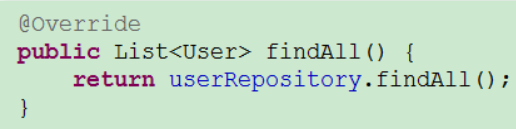 @Override
public List<User> findAll() {
    return userRepository.findAll();
}